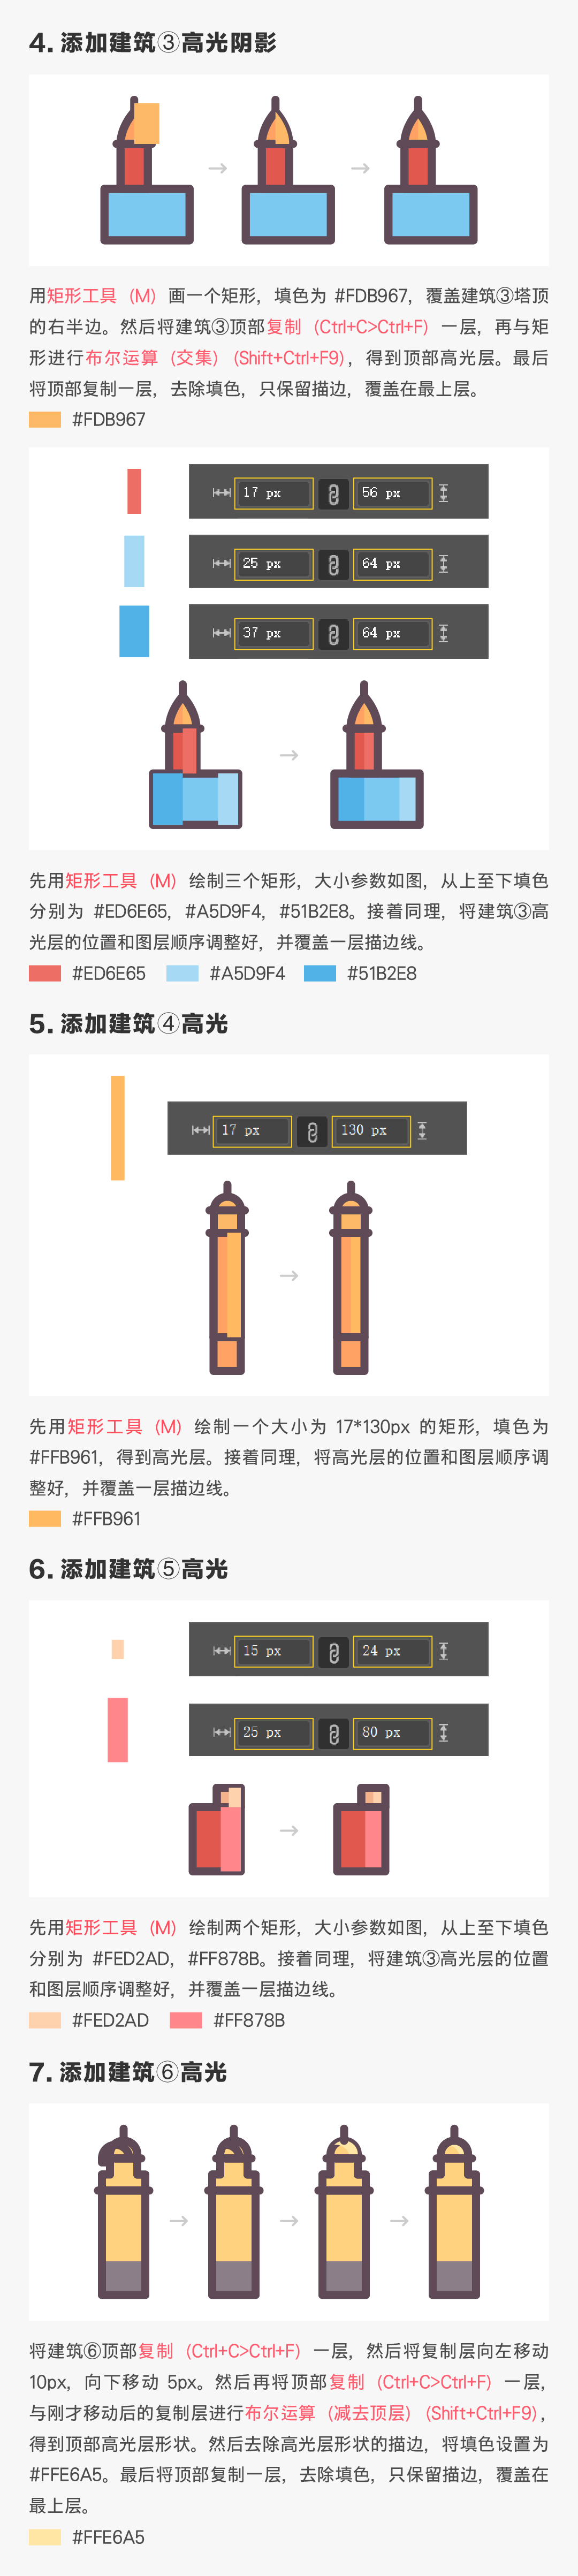 4. 添加建筑③高光阴影
用矩形工具（M）画一个矩形，填色为 #FDB967，覆盖建筑③塔顶
的右半边。然后将建筑③顶部复制（Ctrl+C>Ctrl+F）一层，再与矩
形进行布尔运算（交集）（Shift+Ctrl+F9），得到顶部高光层。最后
将顶部复制一层，去除填色，只保留描边，覆盖在最上层。
#FDB967
17 px 56 px
25 px 64 px
37 px 64 px
先用矩形工具（M）绘制三个矩形，大小参数如图，从上至下填色
分别为 #ED6E65，#A5D9F4，#51B2E8。接着同理，将建筑③高
光层的位置和图层顺序调整好，并覆盖一层描边线。
#ED6E65 #A5D9F4 #51B2E8
5. 添加建筑④高光
17 px 130 px
先用矩形工具（M）绘制一个大小为 17*130px 的矩形，填色为
#FFB961，得到高光层。接着同理，将高光层的位置和图层顺序调
整好，并覆盖一层描边线。
#FFB961
6. 添加建筑⑤高光
15 px 24 px
25 px 80 px
先用矩形工具（M）绘制两个矩形，大小参数如图，从上至下填色
分别为 #FED2AD，#FF878B。接着同理，将建筑③高光层的位置
和图层顺序调整好，并覆盖一层描边线。
#FED2AD #FF878B
7. 添加建筑⑥高光
将建筑⑥顶部复制（Ctrl+C>Ctrl+F）一层，然后将复制层向左移动
10px，向下移动 5px。然后再将顶部复制（Ctrl+C>Ctrl+F）一层，
与刚才移动后的复制层进行布尔运算（减去顶层）（Shift+Ctrl+F9），
得到顶部高光层形状。然后去除高光层形状的描边，将填色设置为
#FFE6A5。最后将顶部复制一层，去除填色，只保留描边，覆盖在
最上层。
#FFE6A5